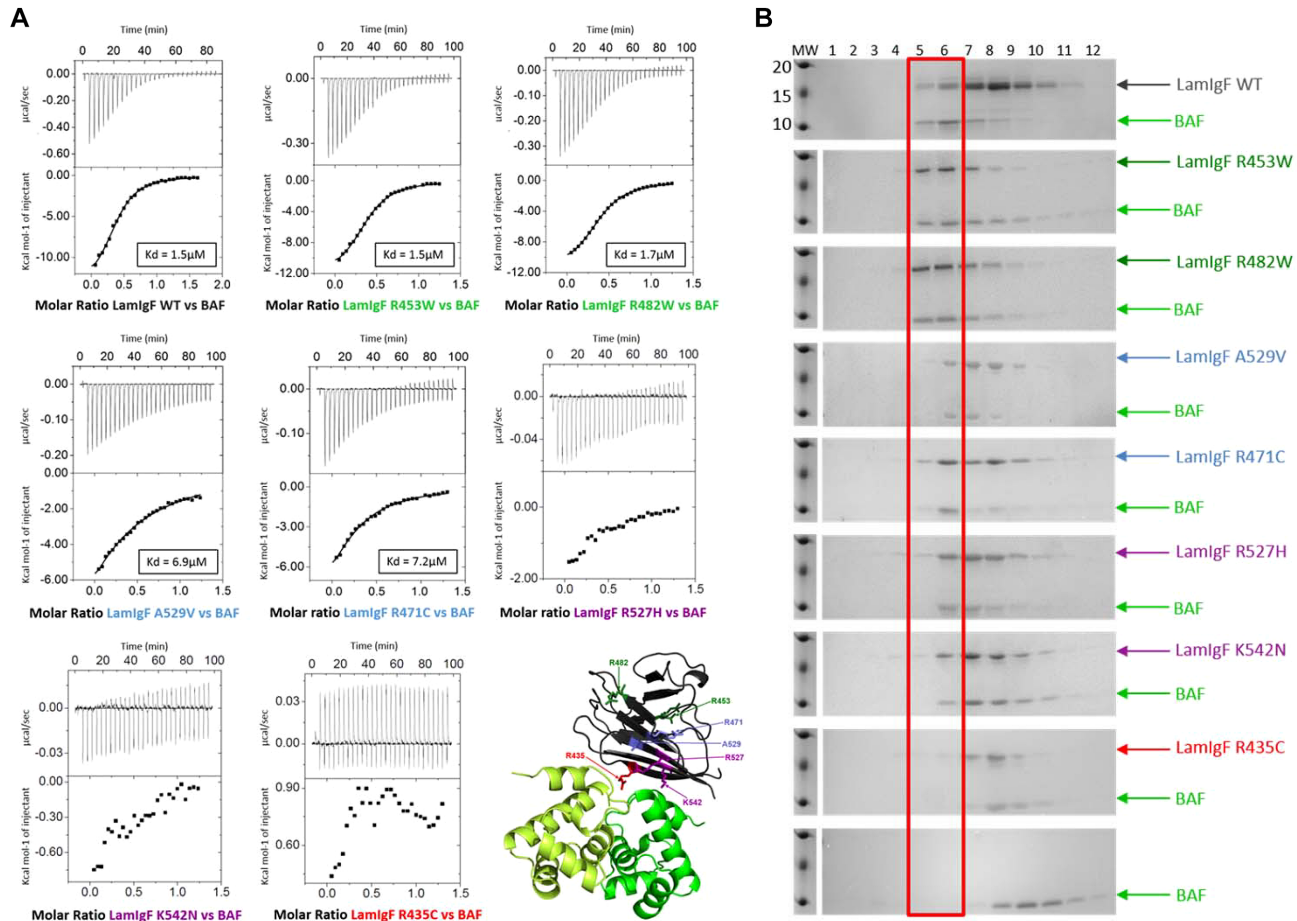 A
Time (min)
0 20 40 60 80
0.00
-0.20
-0.40
-0.60
µcal/sec
0.00
-5.00
-10.00
Kcal mol-1 of injectant
Kd = 1.5µM
0.0 0.5 1.0 1.5 2.0
Molar Ratio LamIgF WT vs BAF
Time (min)
0 20 40 60 80 100
0.00
-0.30
µcal/sec
0.00
-4.00
-8.00
-12.00
Kcal mol-1 of injectant
Kd = 1.5µM
0.0 0.5 1.0 1.5
Molar Ratio LamIgF R453W vs BAF
Time (min)
0 20 40 60 80 100
0.00
-0.20
-0.40
µcal/sec
0.00
-4.00
-8.00
-12.00
Kcal mol-1 of injectant
Kd = 1.7µM
0.0 0.5 1.0 1.5
Molar Ratio LamIgF R482W vs BAF
Time (min)
0 20 40 60 80 100
0.00
-0.10
-0.20
µcal/sec
0.00
-2.00
-4.00
-6.00
Kcal mol-1 of injectant
Kd = 6.9µM
0.0 0.5 1.0 1.5
Molar Ratio LamIgF A529V vs BAF
Time (min)
0 20 40 60 80 100
0.00
-0.10
µcal/sec
0.00
-3.00
-6.00
Kcal mol-1 of injectant
Kd = 7.2µM
0.0 0.5 1.0 1.5
Molar ratio LamIgF R471C vs BAF
Time (min)
0 20 40 60 80 100
0.00
-0.04
µcal/sec
0.00
-2.00
Kcal mol-1 of injectant
0.0 0.5 1.0 1.5
Molar ratio LamIgF R527H vs BAF
Time (min)
0 10 20 30 40 50 60 70 80 90 100
0.00
-0.03
µcal/sec
0.00
-0.30
-0.60
Kcal mol-1 of injectant
0.0 0.5 1.0 1.5
Molar Ratio LamIgF K542N vs BAF
Time (min)
0 10 20 30 40 50 60 70 80 90 100
0.03
0.00
µcal/sec
0.90
0.60
Kcal mol-1 of injectant
0.0 0.5 1.0 1.5
Molar Ratio LamIgF R435C vs BAF
R482
R453
R471
A529
R527
R435
K542
B
MW 1 2 3 4 5 6 7 8 9 10 11 12
20
15
10
LamIgF WT
BAF
LamIgF R453W
BAF
LamIgF R482W
BAF
LamIgF A529V
BAF
LamIgF R471C
BAF
LamIgF R527H
BAF
LamIgF K542N
BAF
LamIgF R435C
BAF
BAF